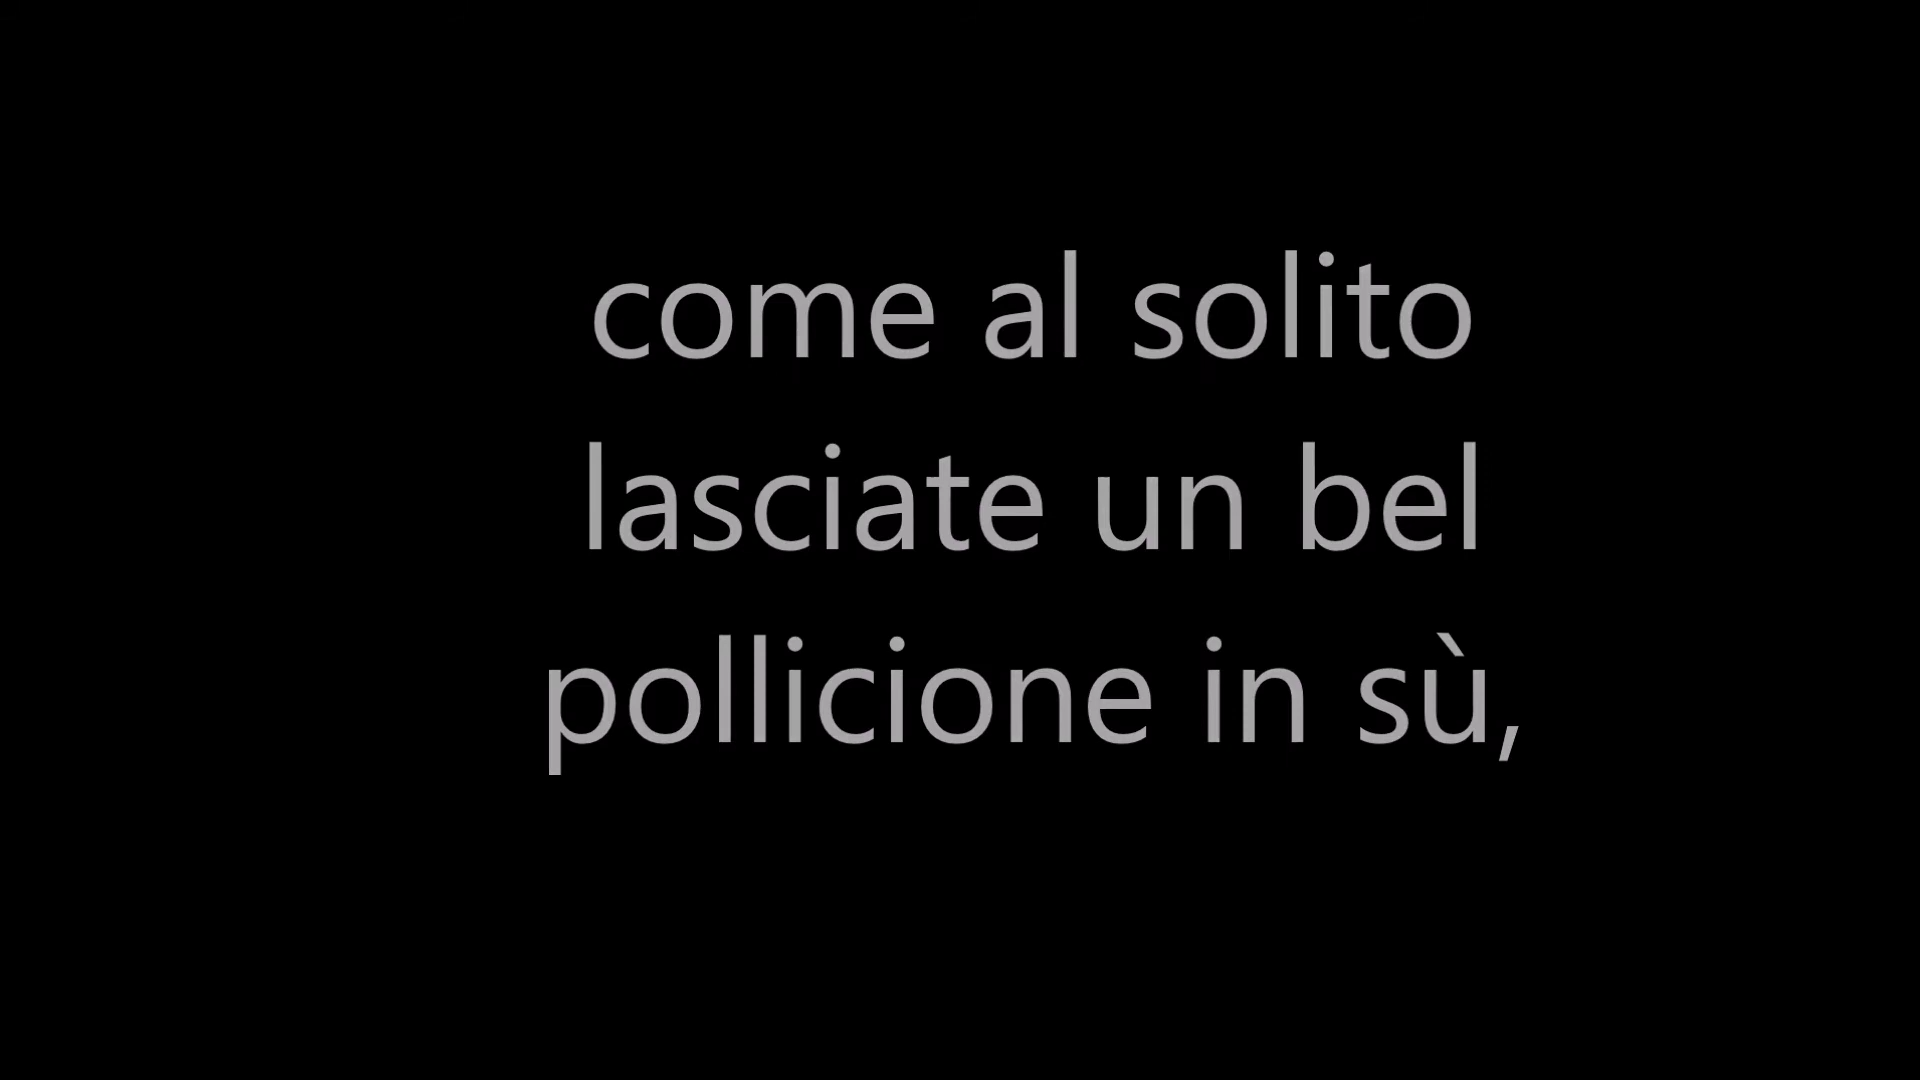 come al solito
lasciate un bel
pollicione in sù,